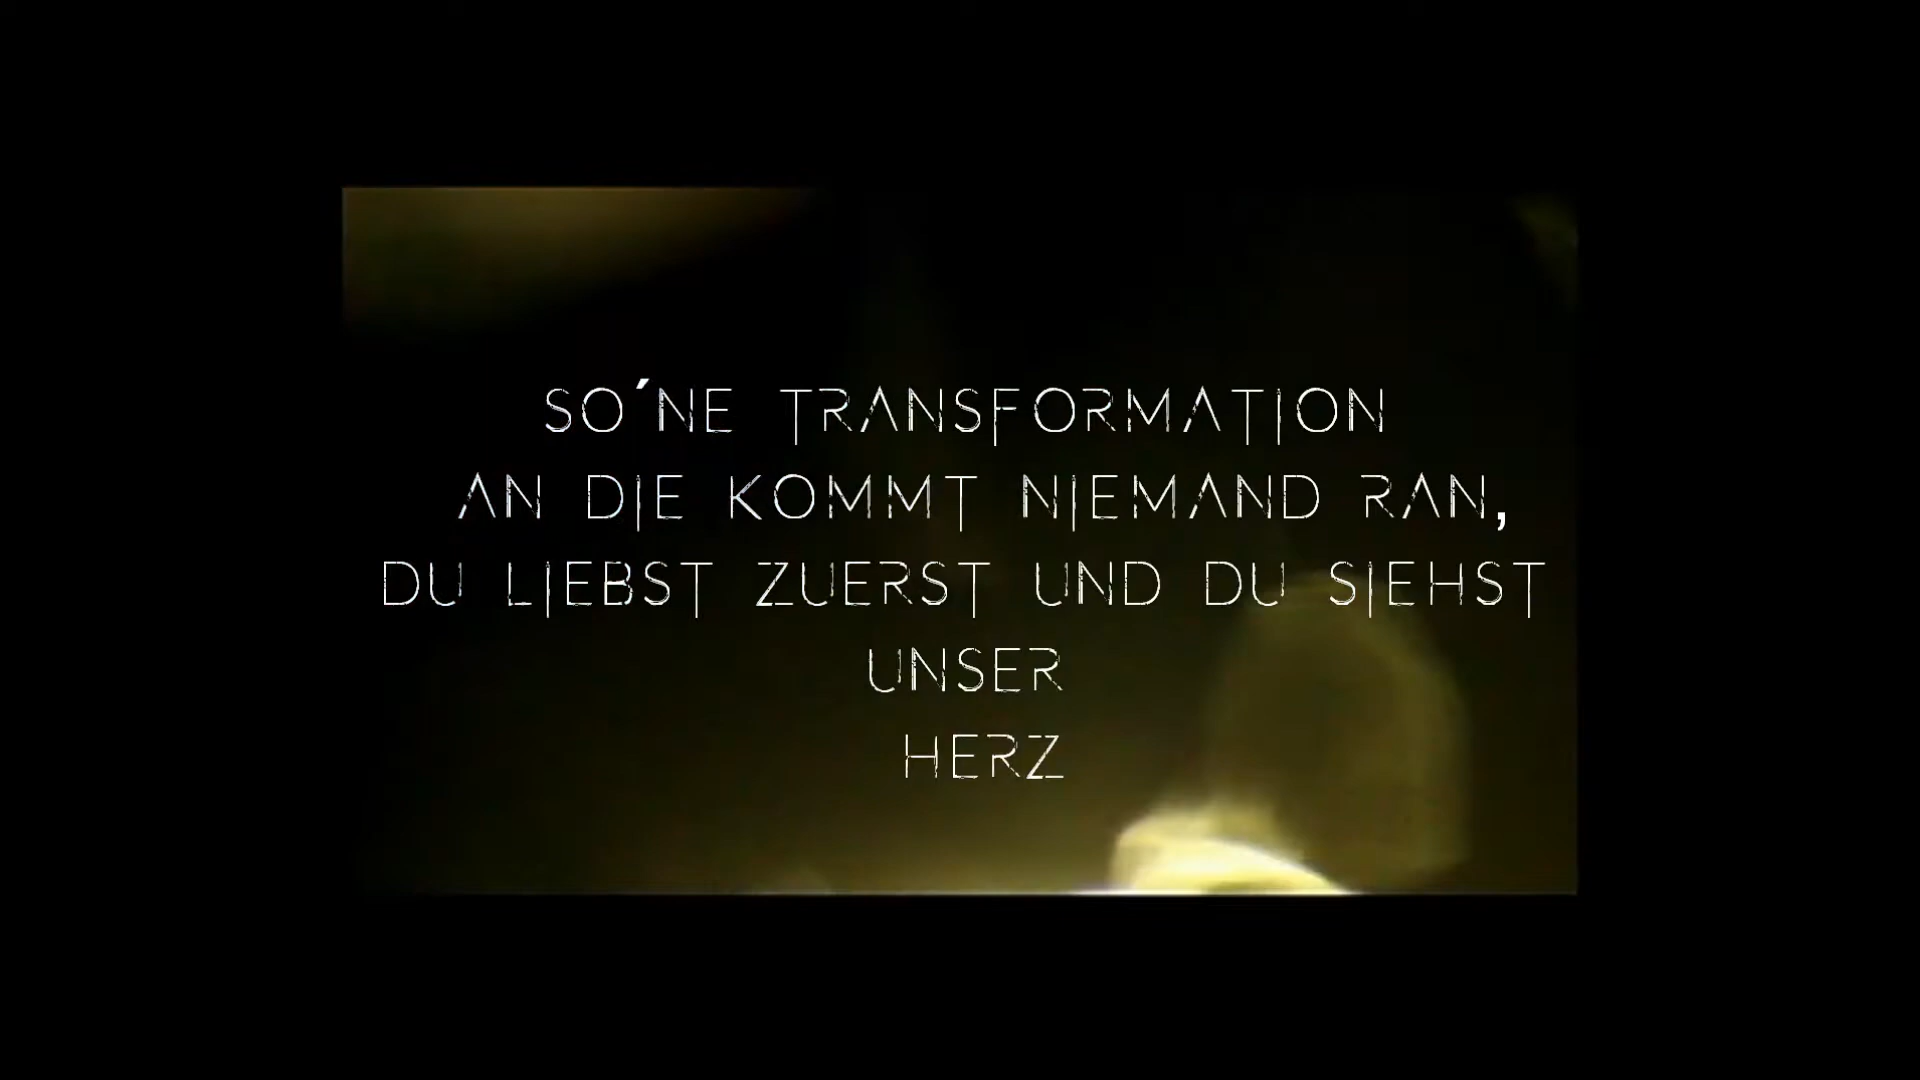 SO´NE TRANSFORMATION
AN DIE KOMMT NIEMAND RAN,
DU LIEBST ZUERST UND DU SIEHST
UNSER
HERZ